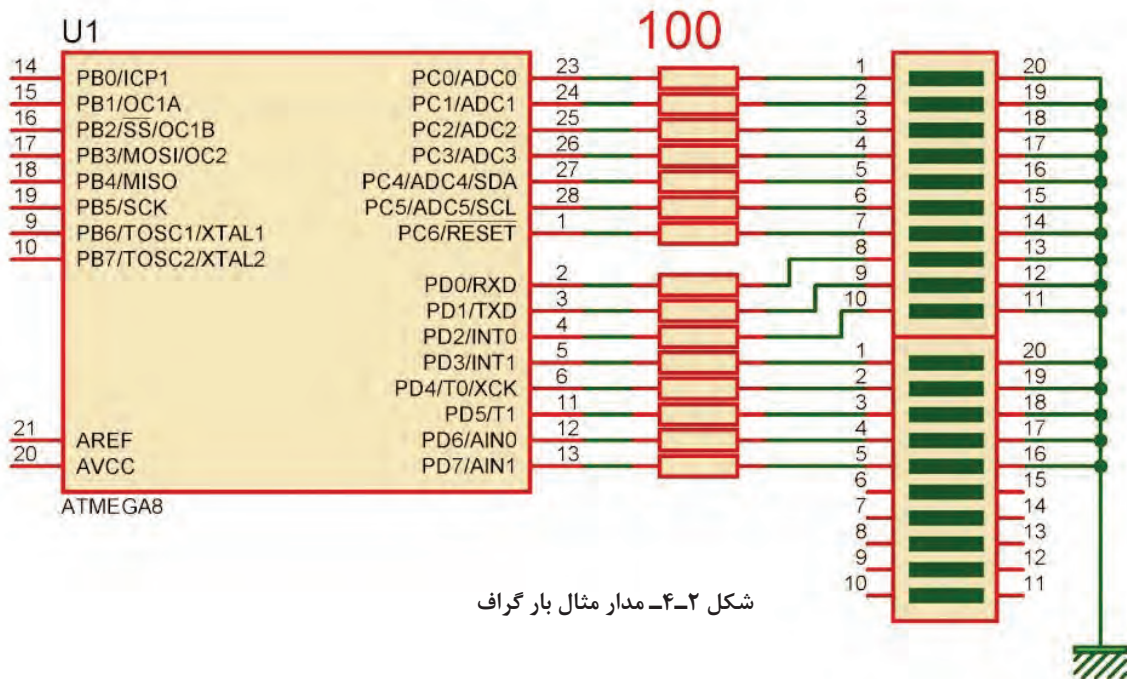 U1
100
14 PB0/ICP1
15 PB1/OC1A
16 PB2/SS/OC1B
17 PB3/MOSI/OC2
18 PB4/MISO
19 PB5/SCK
9 PB6/TOSC1/XTAL1
10 PB7/TOSC2/XTAL2
21 AREF
20 AVCC
PC0/ADC0 23
PC1/ADC1 24
PC2/ADC2 25
PC3/ADC3 26
PC4/ADC4/SDA 27
PC5/ADC5/SCL 28
PC6/RESET 1
PD0/RXD 2
PD1/TXD 3
PD2/INT0 4
PD3/INT1 5
PD4/T0/XCK 6
PD5/T1 11
PD6/AIN0 12
PD7/AIN1 13
ATMEGA8
1 20
2 19
3 18
4 17
5 16
6 15
7 14
8 13
9 12
10 11
1 20
2 19
3 18
4 17
5 16
6 15
7 14
8 13
9 12
10 11
شکل ۲ــ۴ــ مدار مثال بار گراف